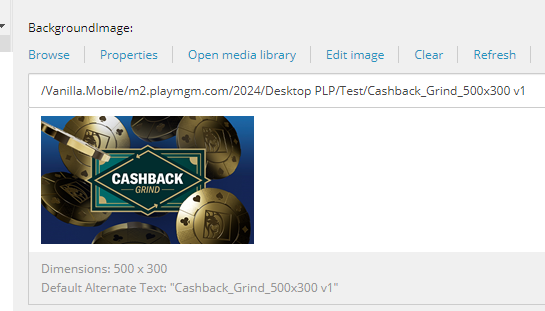 BackgroundImage:
Browse Properties Open media library Edit image Clear Refresh
/Vanilla.Mobile/m2.playmgm.com/2024/Desktop PLP/Test/Cashback_Grind_500x300 v1
CASHBACK
GRIND
Dimensions: 500 x 300
Default Alternate Text: "Cashback_Grind_500x300 v1"